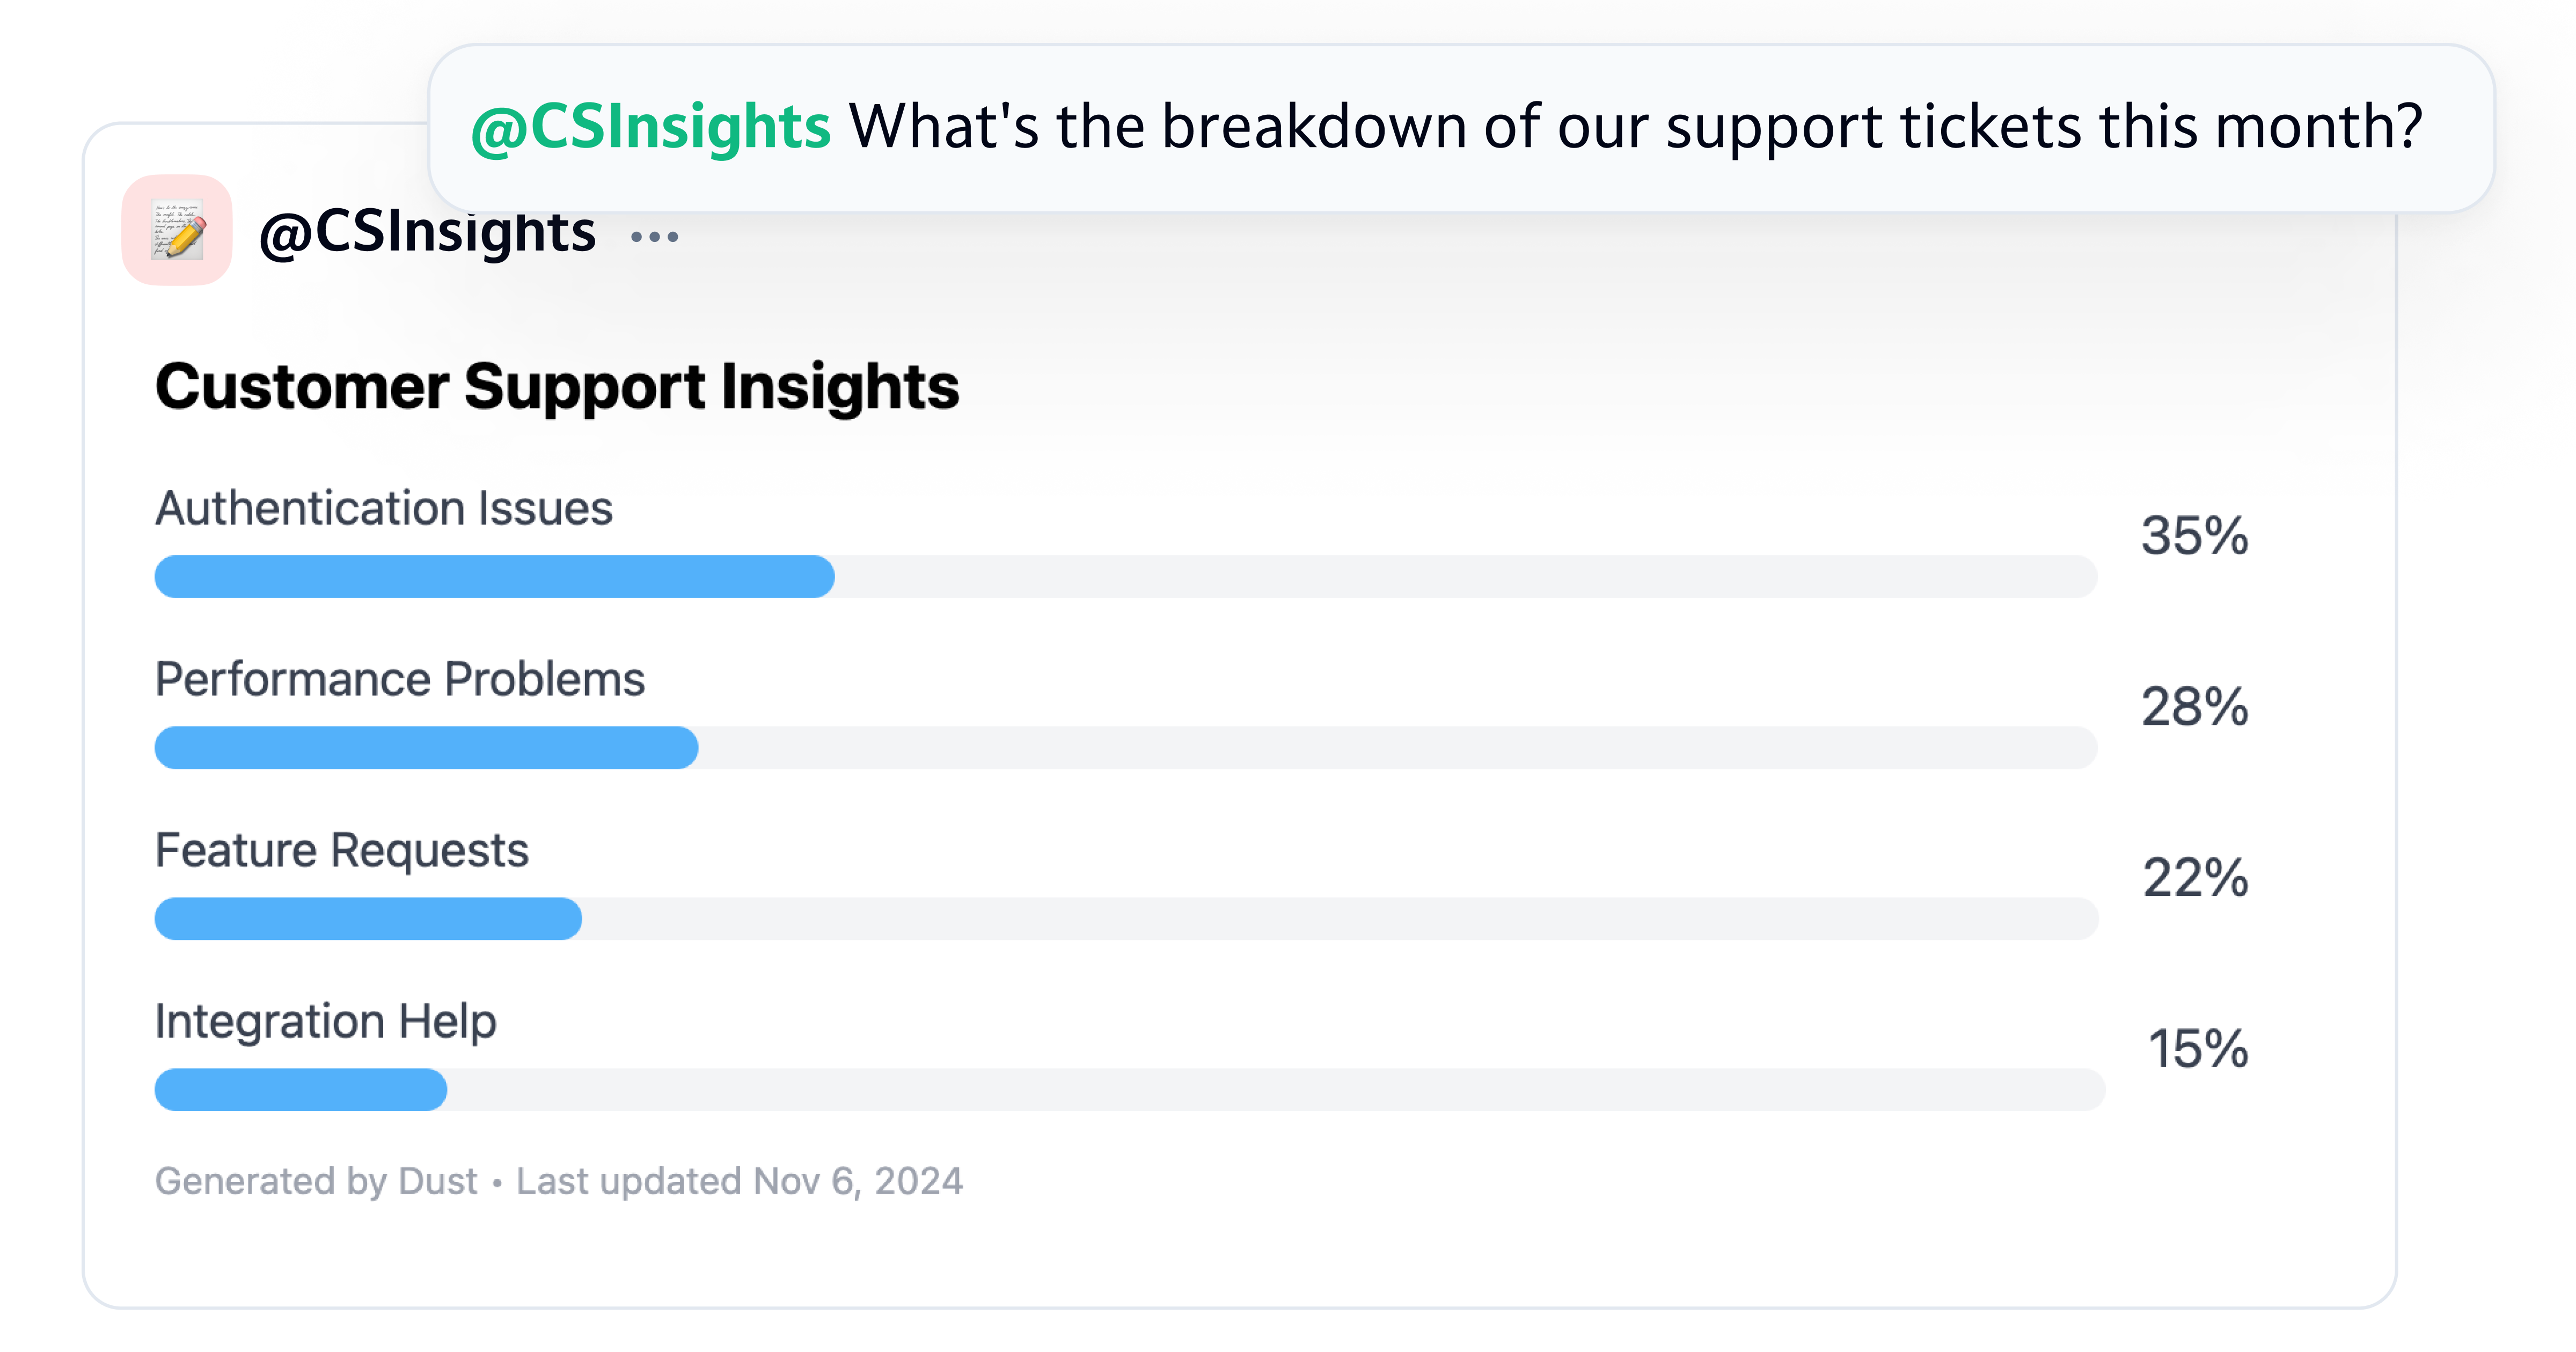 @CSInsights What's the breakdown of our support tickets this month?
@CSInsights
Customer Support Insights
Authentication Issues
35%
Performance Problems
28%
Feature Requests
22%
Integration Help
15%
Generated by Dust • Last updated Nov 6, 2024